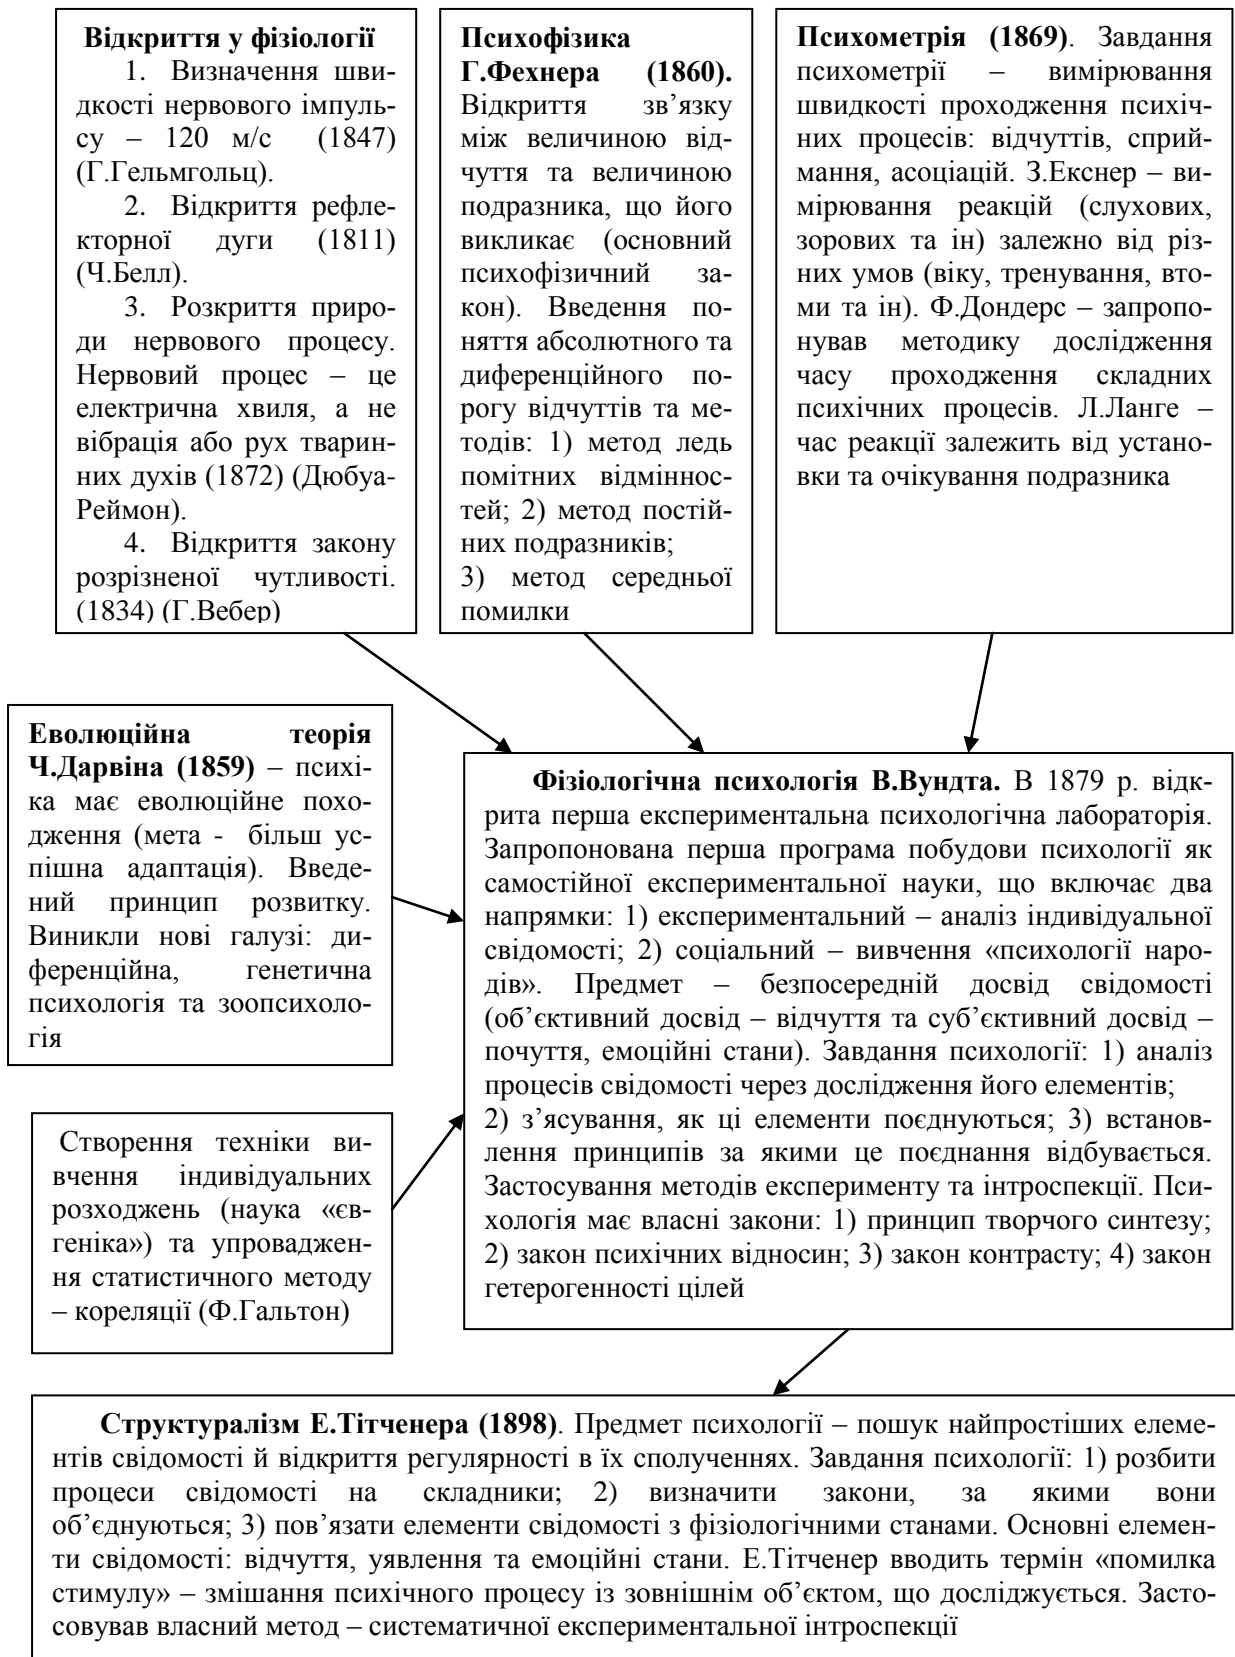 Відкриття у фізіології
1. Визначення шви-
дкості нервового імпуль-
су – 120 м/с (1847)
(Г.Гельмгольц).
2. Відкриття рефле-
кторної дуги (1811)
(Ч.Белл).
3. Розкриття приро-
ди нервового процесу.
Нервовий процес – це
електрична хвиля, а не
вібрація або рух тварин-
них духів (1872) (Дюбуа-
Реймон).
4. Відкриття закону
розрізненої чутливості.
(1834) (Г.Вебер)
Психофізика
Г.Фехнера (1860).
Відкриття зв’язку
між величиною від-
чуття та величиною
подразника, що його
викликає (основний
психофізичний за-
кон). Введення по-
няття абсолютного та
диференційного по-
рогу відчуттів та ме-
тодів: 1) метод ледь
помітних відміннос-
тей; 2) метод постій-
них подразників;
3) метод середньої
помилки
Психометрія (1869). Завдання
психометрії – вимірювання
швидкості проходження психіч-
них процесів: відчуттів, сприй-
мання, асоціацій. З.Екснер – ви-
мірювання реакцій (слухових,
зорових та ін) залежно від різ-
них умов (віку, тренування, вто-
ми та ін). Ф.Дондерс – запропо-
нував методику дослідження
часу проходження складних
психічних процесів. Л.Ланге –
час реакції залежить від установ-
ки та очікування подразника
Еволюційна теорія
Ч.Дарвіна (1859) – психі-
ка має еволюційне похо-
дження (мета - більш ус-
пішна адаптація). Введе-
ний принцип розвитку.
Виникли нові галузі: ди-
ференційна, генетична
психологія та зоопсихоло-
гія
Створення техніки ви-
вчення індивідуальних
розходжень (наука «єв-
геніка») та упроваджен-
ня статистичного методу
– кореляції (Ф.Гальтон)
Фізіологічна психологія В.Вундта. В 1879 р. відк-
рита перша експериментальна психологічна лабораторія.
Запропонована перша програма побудови психології як
самостійної експериментальної науки, що включає два
напрямки: 1) експериментальний – аналіз індивідуальної
свідомості; 2) соціальний – вивчення «психології наро-
дів». Предмет – безпосередній досвід свідомості
(об’єктивний досвід – відчуття та суб’єктивний досвід –
почуття, емоційні стани). Завдання психології: 1) аналіз
процесів свідомості через дослідження його елементів;
2) з’ясування, як ці елементи поєднуються; 3) встанов-
лення принципів за якими це поєднання відбувається.
Застосування методів експерименту та інтроспекції. Пси-
хологія має власні закони: 1) принцип творчого синтезу;
2) закон психічних відносин; 3) закон контрасту; 4) закон
гетерогенності цілей
Структуралізм Е.Тітченера (1898). Предмет психології – пошук найпростіших елеме-
нтів свідомості й відкриття регулярності в їх сполученнях. Завдання психології: 1) розбити
процеси свідомості на складники; 2) визначити закони, за якими вони
об’єднуються; 3) пов’язати елементи свідомості з фізіологічними станами. Основні елемен-
ти свідомості: відчуття, уявлення та емоційні стани. Е.Тітченер вводить термін «помилка
стимулу» – змішання психічного процесу із зовнішнім об’єктом, що досліджується. Засто-
совував власний метод – систематичної експериментальної інтроспекції